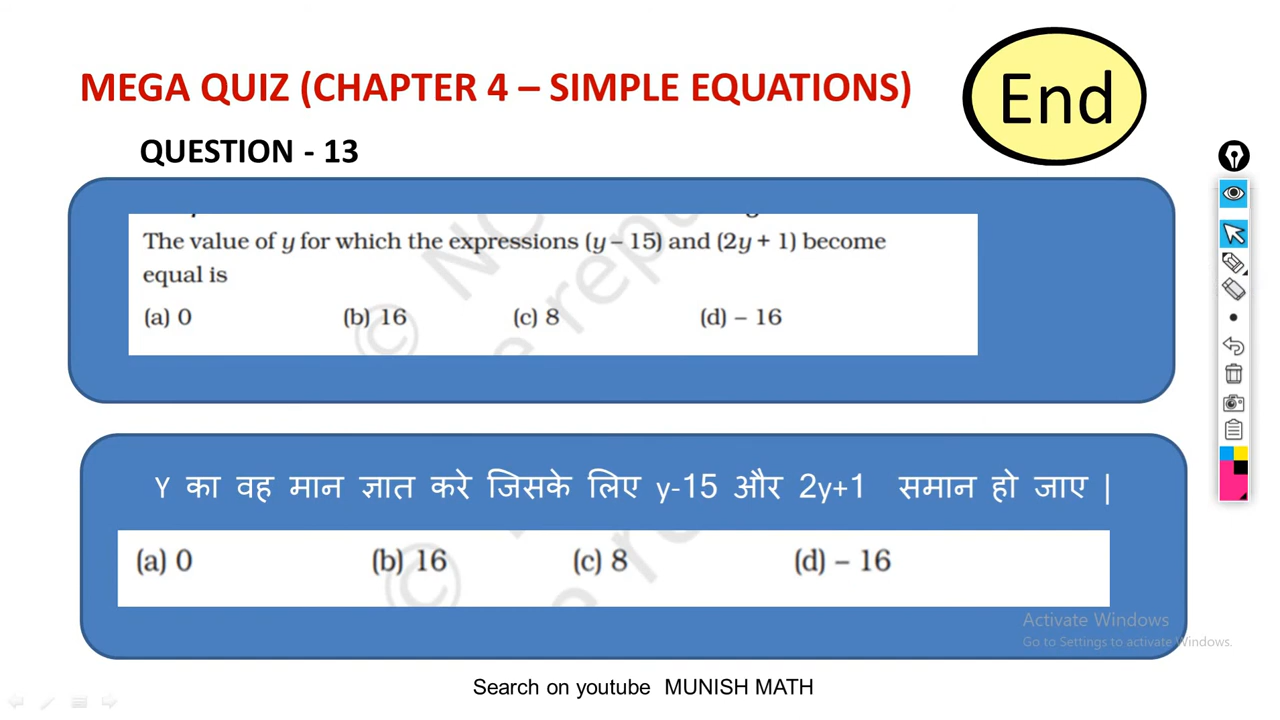 MEGA QUIZ (CHAPTER 4 – SIMPLE EQUATIONS)
End
QUESTION - 13
The value of y for which the expressions (y – 15) and (2y + 1) become
equal is
(a) 0 (b) 16 (c) 8 (d) – 16
Y का वह मान ज्ञात करे जिसके लिए y-15 और 2y+1 समान हो जाए |
(a) 0 (b) 16 (c) 8 (d) – 16
Activate Windows
Go to Settings to activate Windows.
Search on youtube MUNISH MATH